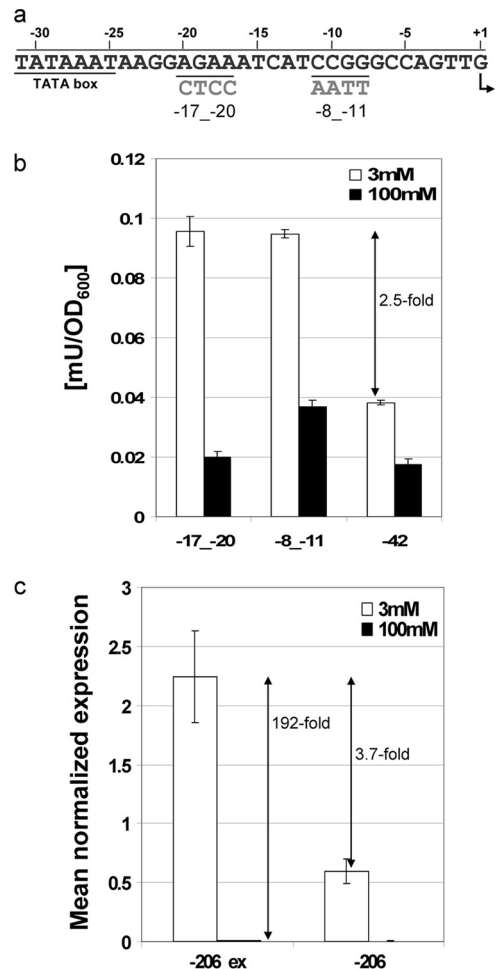 a
-30 -25 -20 -15 -10 -5 +1
TATAAATAAGGAGAAATCATCCGGGCCAGTTG
TATA box CTCC AATT
-17_-20 -8_-11
b
0.12
3mM
100mM
0.1
0.08
2.5-fold
0.06
0.04
0.02
0
[mU/OD600]
-17_-20 -8_-11 -42
c
3
3mM
100mM
2.5
192-fold
2
3.7-fold
1.5
1
0.5
0
Mean normalized expression
-206 ex -206